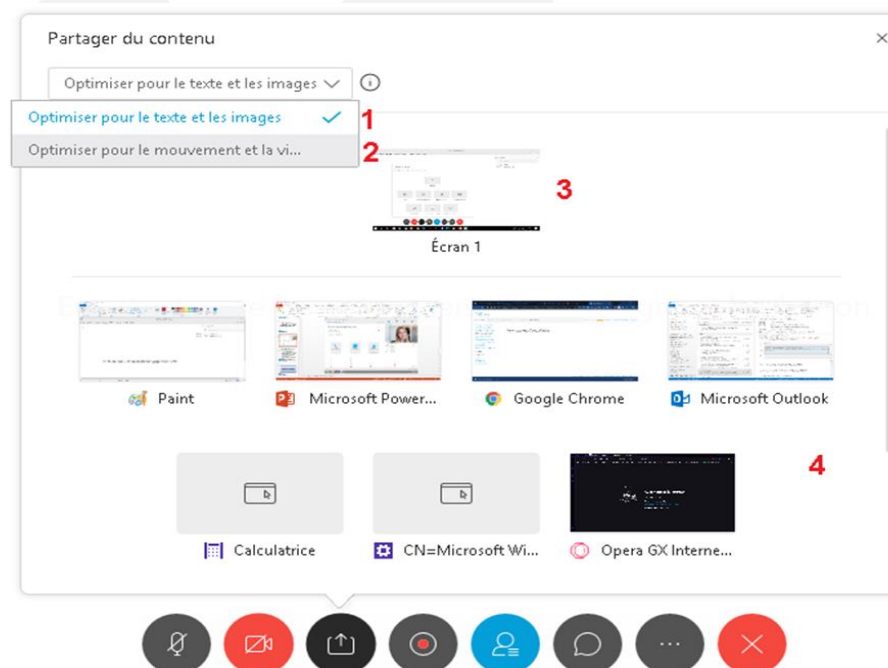 Partager du contenu
Optimiser pour le texte et les images
Optimiser pour le texte et les images 1
Optimiser pour le mouvement et la vi... 2
3
Écran 1
Paint
Microsoft Power...
Google Chrome
Microsoft Outlook
4
Calculatrice
CN=Microsoft Wi...
Opera GX Interne...